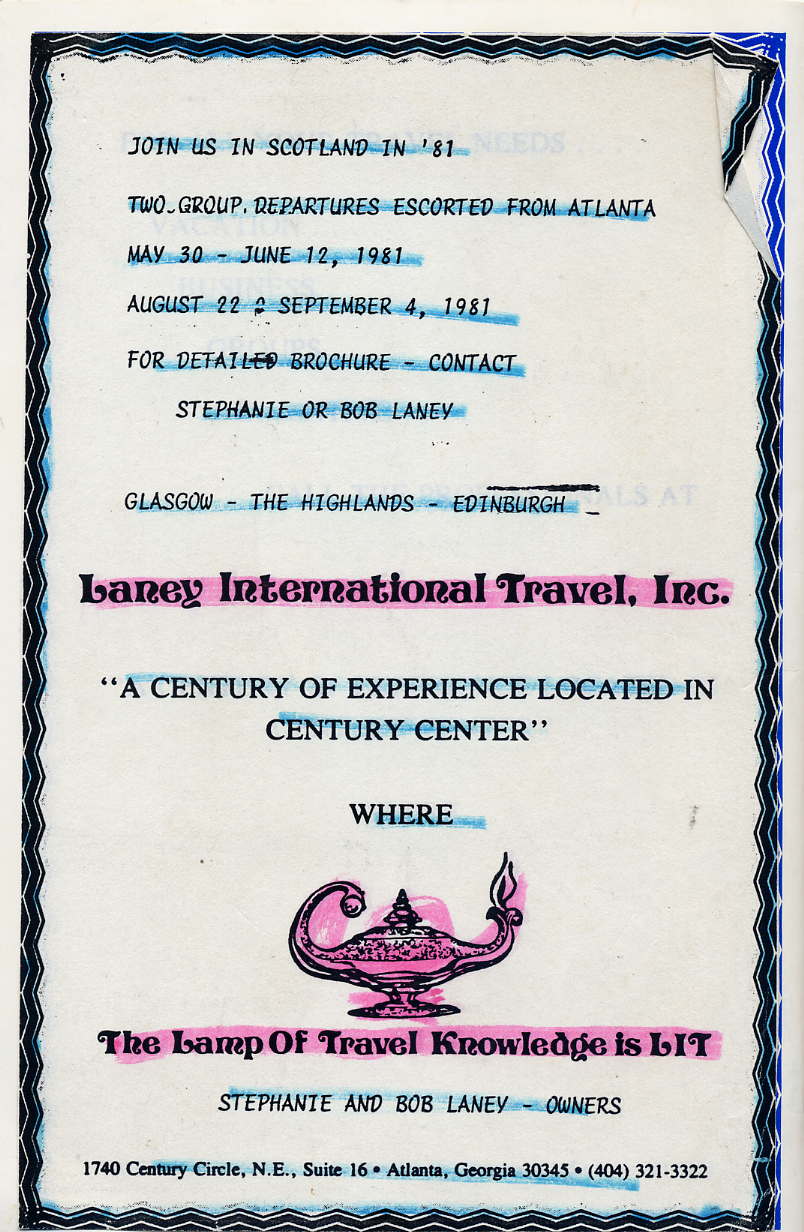 JOIN US IN SCOTLAND IN '81
TWO GROUP DEPARTURES ESCORTED FROM ATLANTA
MAY 30 - JUNE 12, 1981
AUGUST 22 - SEPTEMBER 4, 1981
FOR DETAILED BROCHURE - CONTACT
STEPHANIE OR BOB LANEY
GLASGOW - THE HIGHLANDS - EDINBURGH
Laney International Travel, Inc.
"A CENTURY OF EXPERIENCE LOCATED IN
CENTURY CENTER"
WHERE
The Lamp Of Travel Knowledge is LIT
STEPHANIE AND BOB LANEY - OWNERS
1740 Century Circle, N.E., Suite 16 • Atlanta, Georgia 30345 • (404) 321-3322